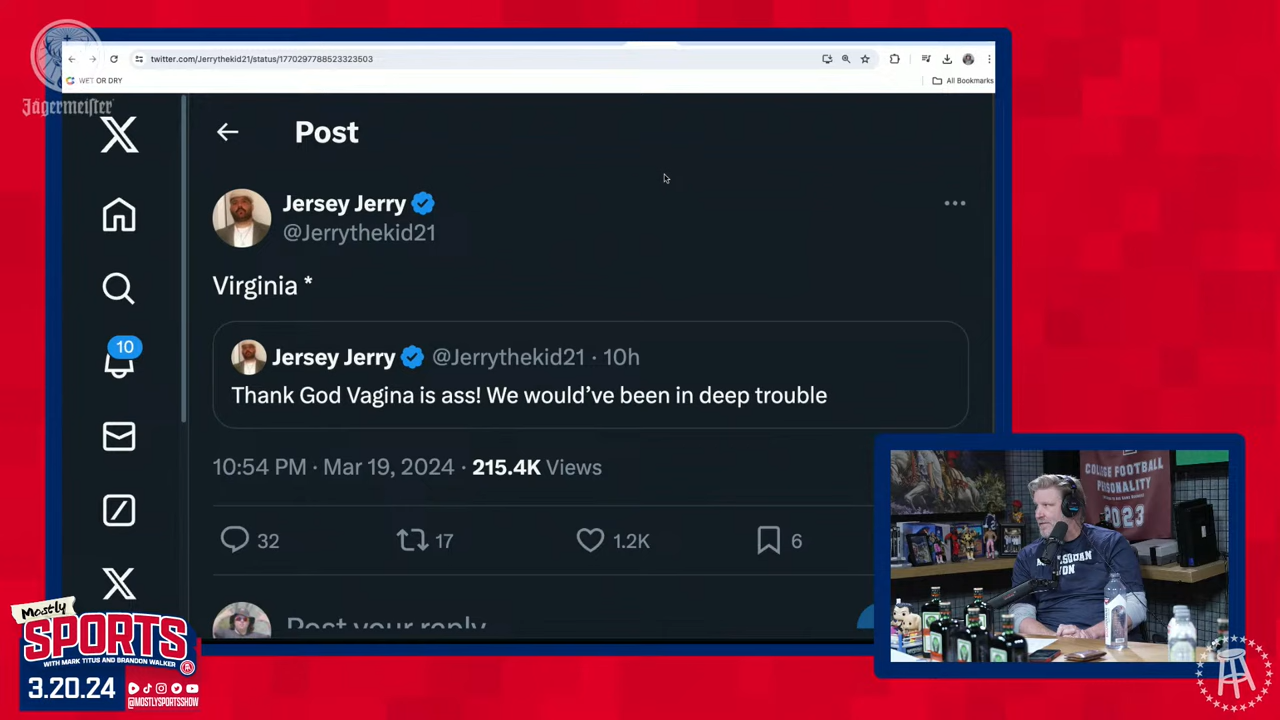 Jägermeister
twitter.com/Jerrythekid21/status/1770297788523323503
WET OR DRY
All Bookmarks
Post
Jersey Jerry
@Jerrythekid21
Virginia *
Jersey Jerry @Jerrythekid21 · 10h
Thank God Vagina is ass! We would've been in deep trouble
10:54 PM · Mar 19, 2024 · 215.4K Views
10
32 17 1.2K 6
Post your reply
COLLEGE FOOTBALL
PERSONALITY
2023
Mostly
SPORTS
WITH MARK TITUS AND BRANDON WALKER
3.20.24
@MOSTLYSPORTSSHOW